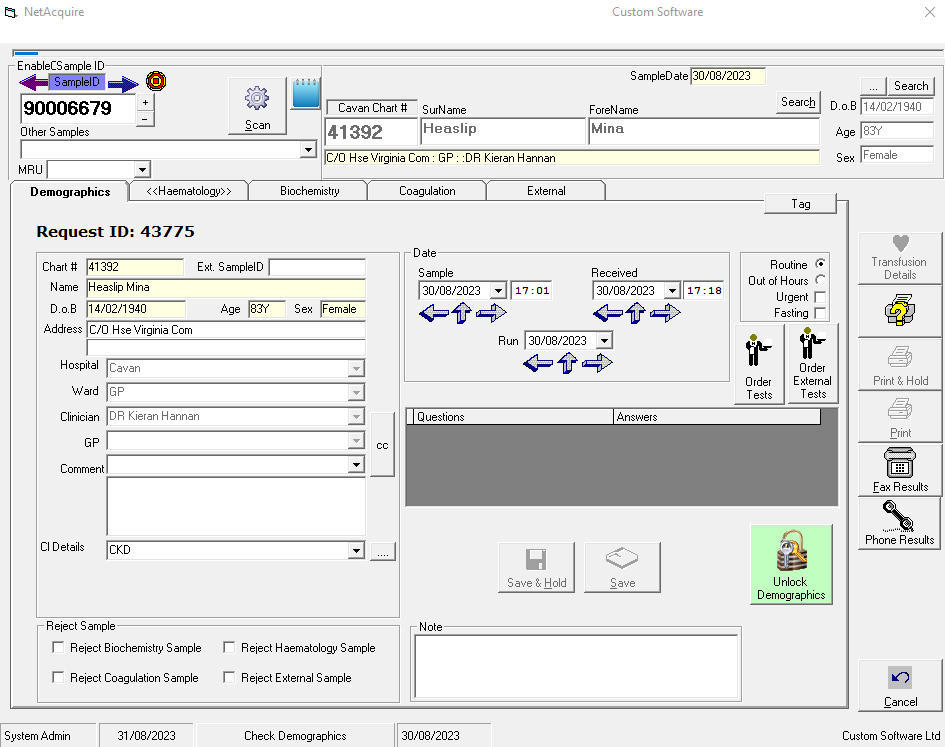 NetAcquire
Custom Software
EnableCSample ID
SampleID
90006679
+
-
Scan
Other Samples
MRU
SampleDate 30/08/2023
Cavan Chart # SurName ForeName Search
41392 Heaslip Mina
C/O Hse Virginia Com : GP : :DR Kieran Hannan
... Search
D.o.B 14/02/1940
Age 83Y
Sex Female
Demographics <<Haematology>> Biochemistry Coagulation External
Tag
Request ID: 43775
Chart # 41392 Ext. SampleID
Name Heaslip Mina
D.o.B 14/02/1940 Age 83Y Sex Female
Address C/O Hse Virginia Com
Hospital Cavan
Ward GP
Clinician DR Kieran Hannan
GP
cc
Comment
Cl Details CKD ....
Date
Sample Received
30/08/2023 17:01 30/08/2023 17:18
Run 30/08/2023
Routine
Out of Hours
Urgent
Fasting
Order Tests
Order External Tests
Questions Answers
Save & Hold
Save
Unlock Demographics
Reject Sample
Reject Biochemistry Sample Reject Haematology Sample
Reject Coagulation Sample Reject External Sample
Note
Transfusion Details
Print & Hold
Print
Fax Results
Phone Results
Cancel
System Admin 31/08/2023 Check Demographics 30/08/2023 Custom Software Ltd